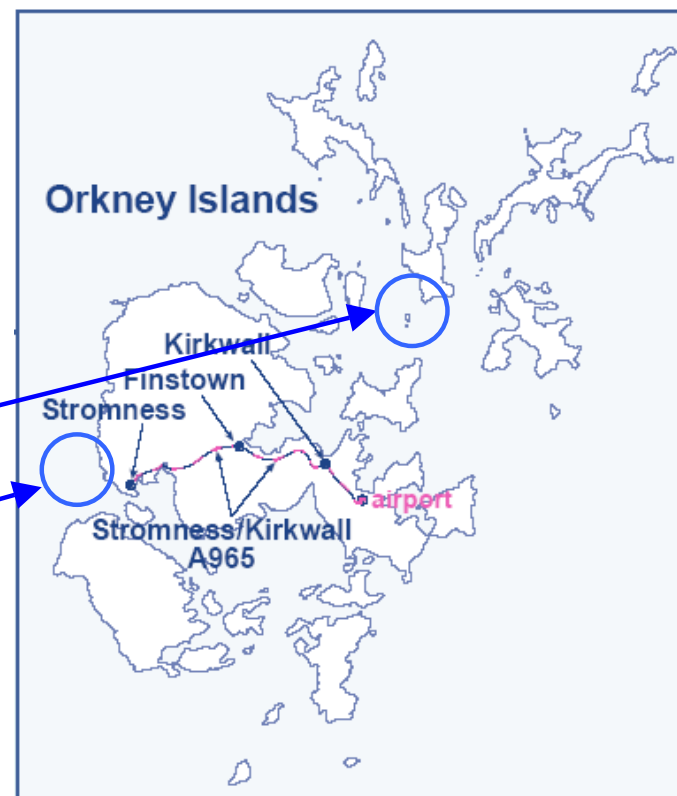 Orkney Islands
Kirkwall
Finstown
Stromness
airport
Stromness/Kirkwall
A965